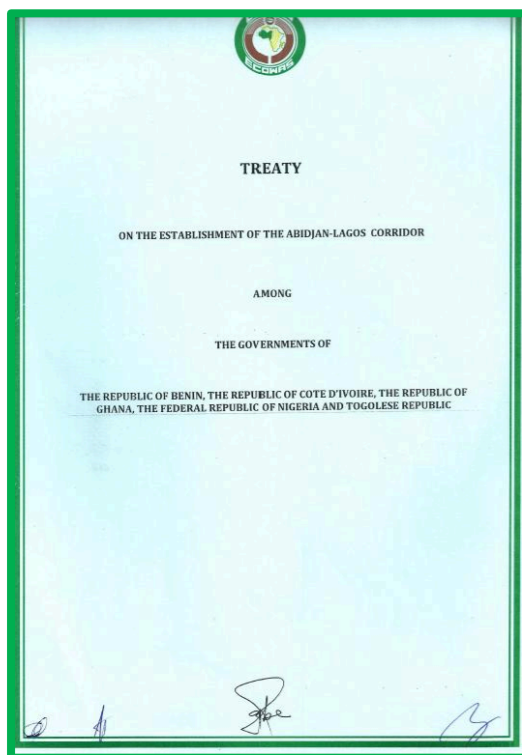 ECOWAS
TREATY
ON THE ESTABLISHMENT OF THE ABIDJAN-LAGOS CORRIDOR
AMONG
THE GOVERNMENTS OF
THE REPUBLIC OF BENIN, THE REPUBLIC OF COTE D'IVOIRE, THE REPUBLIC OF
GHANA, THE FEDERAL REPUBLIC OF NIGERIA AND TOGOLESE REPUBLIC